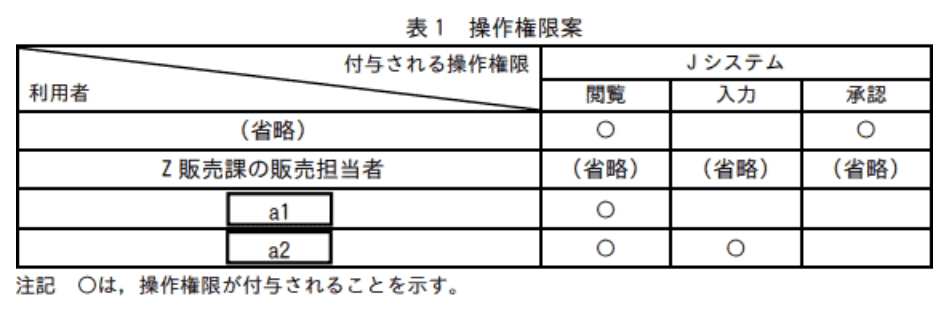 表1 操作権限案
付与される操作権限
利用者
Jシステム
閲覧 入力 承認
(省略) ○ ○
Z販売課の販売担当者 (省略) (省略) (省略)
a1 ○
a2 ○ ○
注記 ○は,操作権限が付与されることを示す。